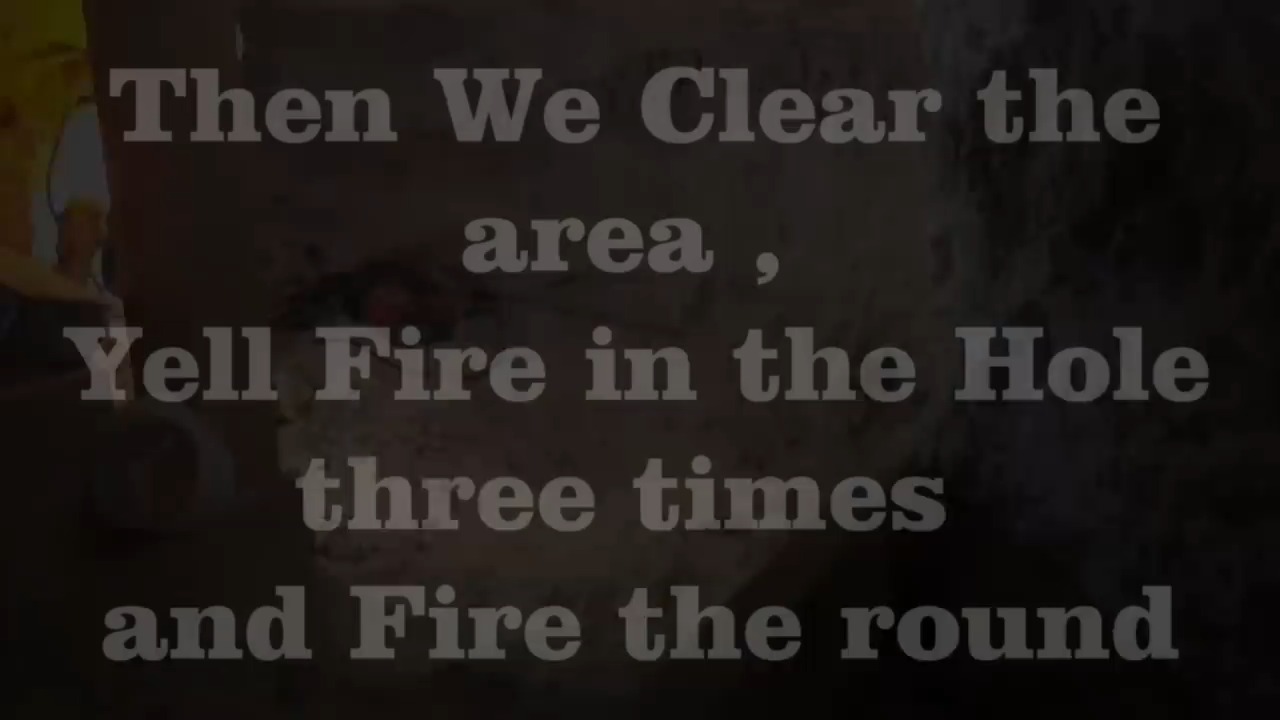 Then We Clear the
area ,
Yell Fire in the Hole
three times
and Fire the round